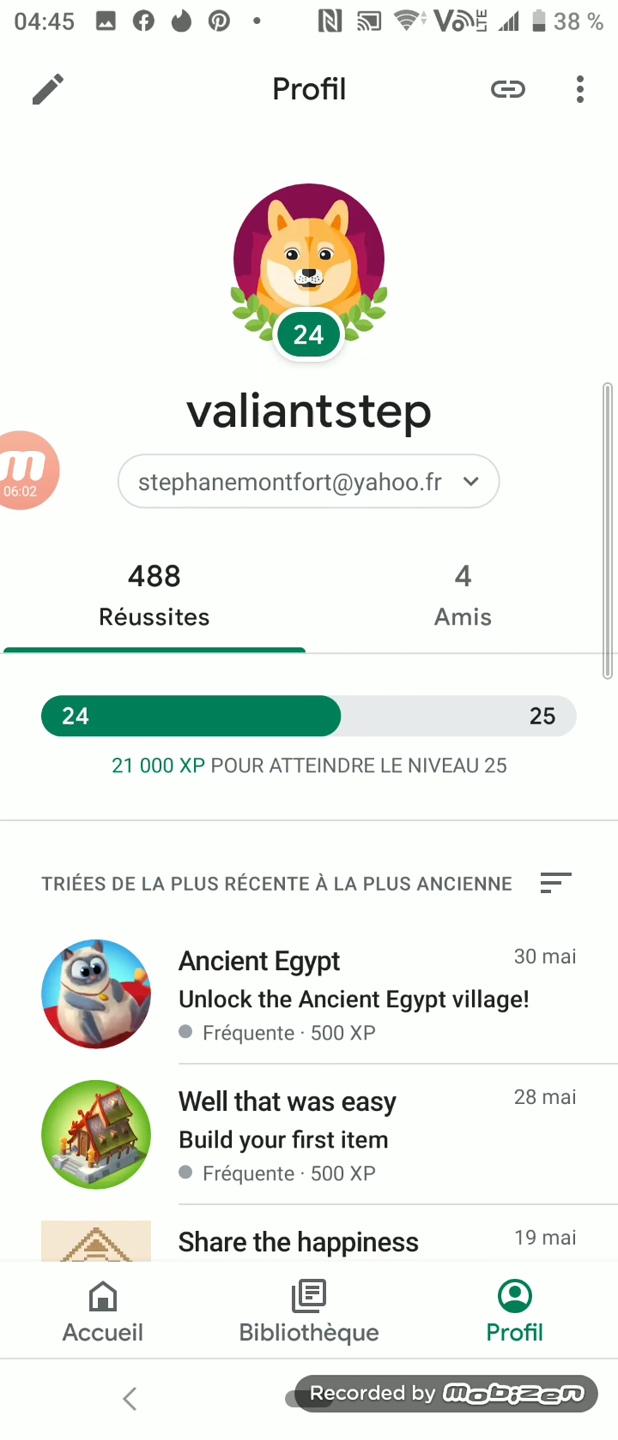 04:45
VoLTE 38 %
Profil
24
valiantstep
m
06:02
stephanemontfort@yahoo.fr
488
4
Réussites
Amis
24
25
21 000 XP POUR ATTEINDRE LE NIVEAU 25
TRIÉES DE LA PLUS RÉCENTE À LA PLUS ANCIENNE
Ancient Egypt
30 mai
Unlock the Ancient Egypt village!
Fréquente · 500 XP
Well that was easy
28 mai
Build your first item
Fréquente · 500 XP
Share the happiness
19 mai
Accueil
Bibliothèque
Profil
Recorded by mobizen